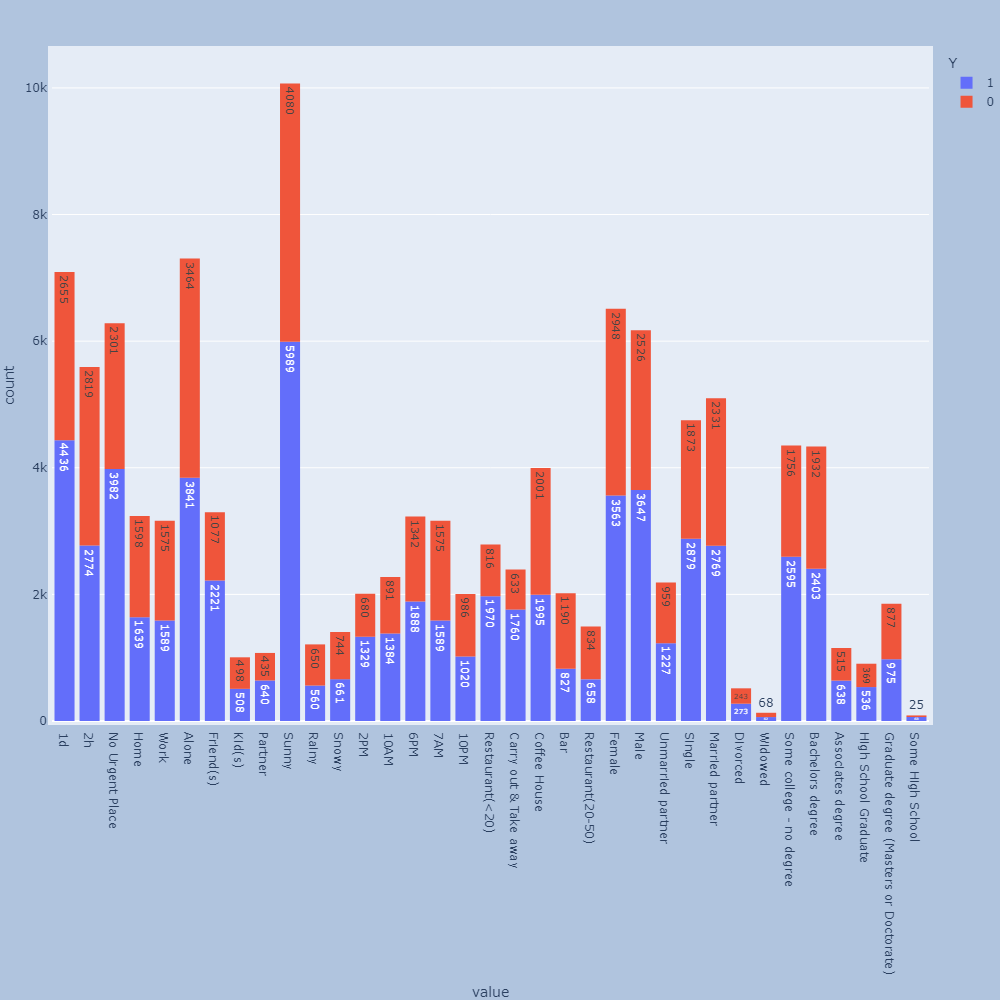 Y
1
0
count
10k
8k
6k
4k
2k
0
2655
4436
2819
2774
2301
3982
1598
1639
1575
1589
3464
3841
1077
2221
498
508
435
640
4080
5989
650
560
744
661
680
1329
891
1384
1342
1888
1575
1589
986
1020
816
1970
633
1760
2001
1995
1190
827
834
658
2948
3563
2526
3647
959
1227
1873
2879
2331
2769
242
273
68
1756
2595
1932
2403
515
638
369
536
877
975
25
1d
2h
No Urgent Place
Home
Work
Alone
Friend(s)
Kid(s)
Partner
Sunny
Rainy
Snowy
2PM
10AM
6PM
7AM
10PM
Restaurant(<20)
Carry out & Take away
Coffee House
Bar
Restaurant(20-50)
Female
Male
Unmarried partner
Single
Married partner
Divorced
Widowed
Some college - no degree
Bachelors degree
Associates degree
High School Graduate
Graduate degree (Masters or Doctorate)
Some High School
value